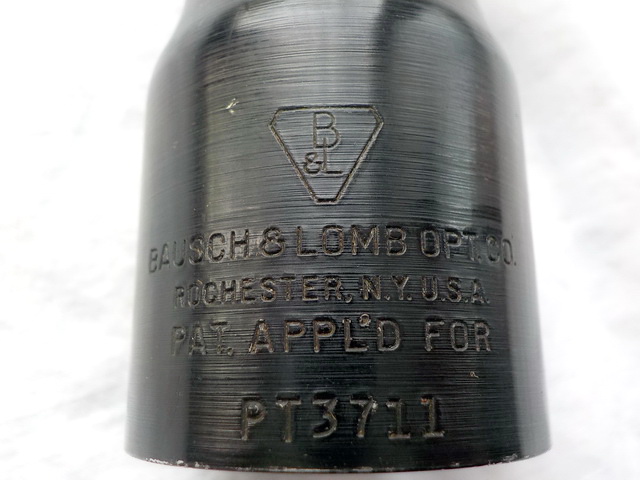 B
&L
BAUSCH & LOMB OPT. CO.
ROCHESTER, N.Y. U.S.A.
PAT. APPL'D FOR
PT3711